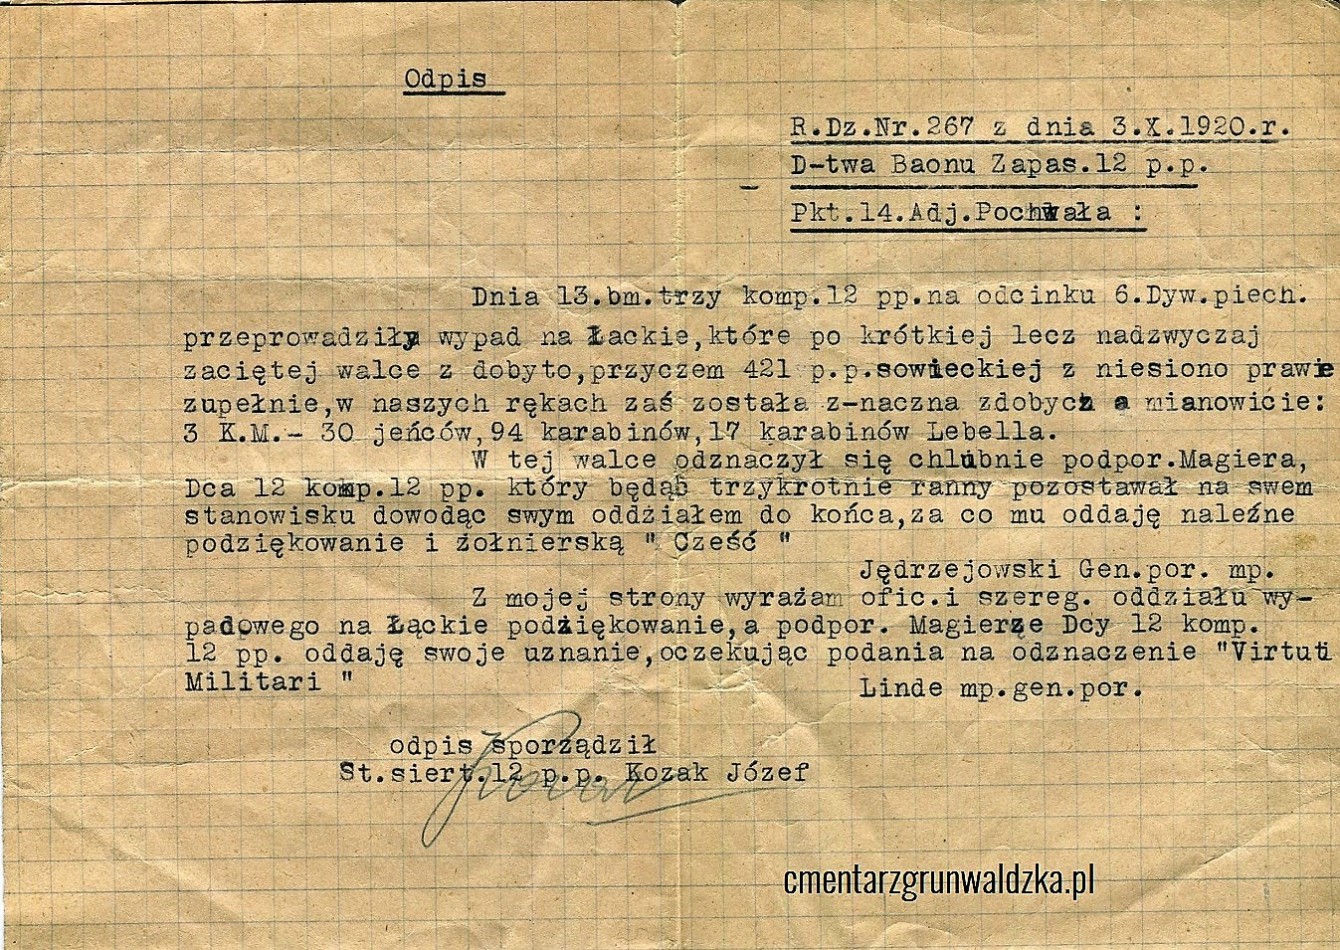 Odpis
R.Dz.Nr.267 z dnia 3.X.1920.r.
D-twa Baonu Zapas.12 p.p.
Pkt.14.Adj.Pochwała :
Dnia 13.bm.trzy komp.12 pp.na odcinku 6.Dyw.piech.
przeprowadziły wypad na Łackie,które po krótkiej lecz nadzwyczaj
zaciętej walce z dobyto,przyczem 421 p.p.sowieckiej z niesiono prawie
zupełnie,w naszych rękach zaś została z-naczna zdobycz a mianowicie:
3 K.M.- 30 jeńców,94 karabinów,17 karabinów Lebella.
W tej walce odznaczył się chlubnie podpor.Magiera,
Dca 12 komp.12 pp. który będąc trzykrotnie ranny pozostawał na swem
stanowisku dowodąc swym oddziałem do końca,za co mu oddaję naleźne
podziękowanie i żołnierską " Cześć "
Jędrzejowski Gen.por. mp.
Z mojej strony wyrażam ofic.i szereg. oddziału wy-
padowego na Łąckie podziękowanie,a podpor. Magierze Dcy 12 komp.
12 pp. oddaję swoje uznanie,oczekując podania na odznaczenie "Virtuti
Militari "
Linde mp.gen.por.
odpis sporządził
St.siert.12 p.p. Kozak Józef
Kozak
cmentarzgrunwaldzka.pl